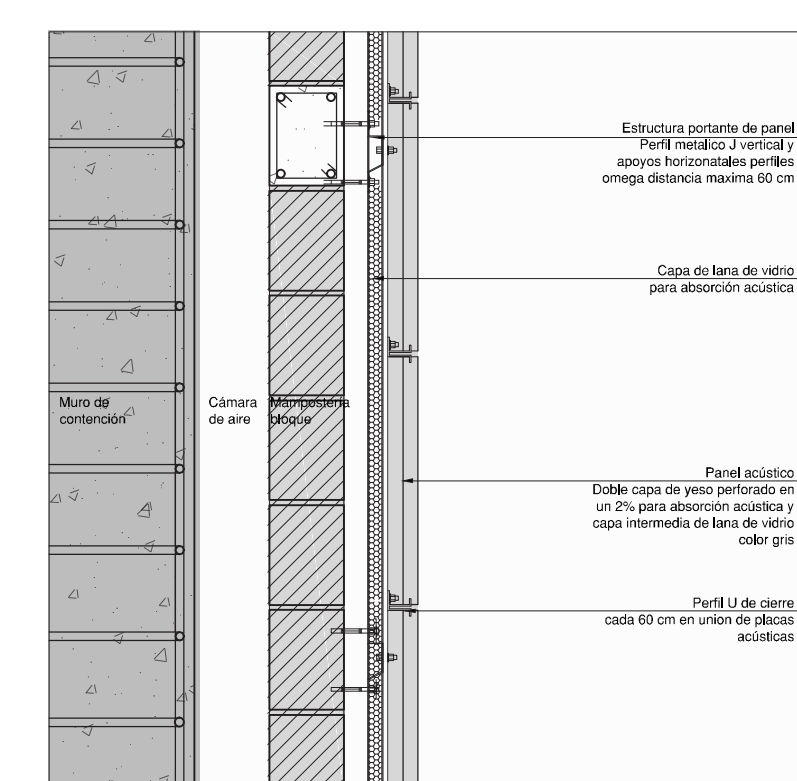 Estructura portante de panel
Perfil metalico J vertical y
apoyos horizonatales perfiles
omega distancia maxima 60 cm
Capa de lana de vidrio
para absorción acústica
Muro de
contención
Cámara
de aire
Mampostería
bloque
Panel acústico
Doble capa de yeso perforado en
un 2% para absorción acústica y
capa intermedia de lana de vidrio
color gris
Perfil U de cierre
cada 60 cm en union de placas
acústicas